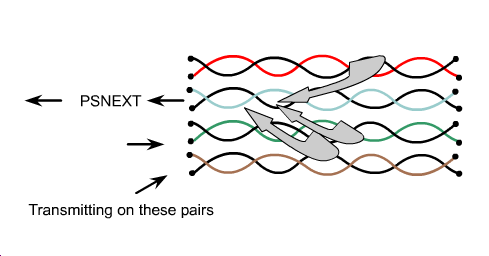 PSNEXT
Transmitting on these pairs